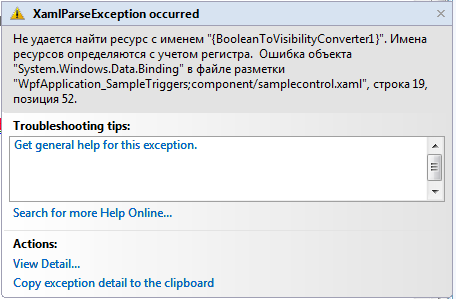 XamlParseException occurred
Не удается найти ресурс с именем "{BooleanToVisibilityConverter1}". Имена
ресурсов определяются с учетом регистра.  Ошибка объекта
"System.Windows.Data.Binding" в файле разметки
"WpfApplication_SampleTriggers;component/samplecontrol.xaml", строка 19,
позиция 52.
Troubleshooting tips:
Get general help for this exception.
Search for more Help Online...
Actions:
View Detail...
Copy exception detail to the clipboard